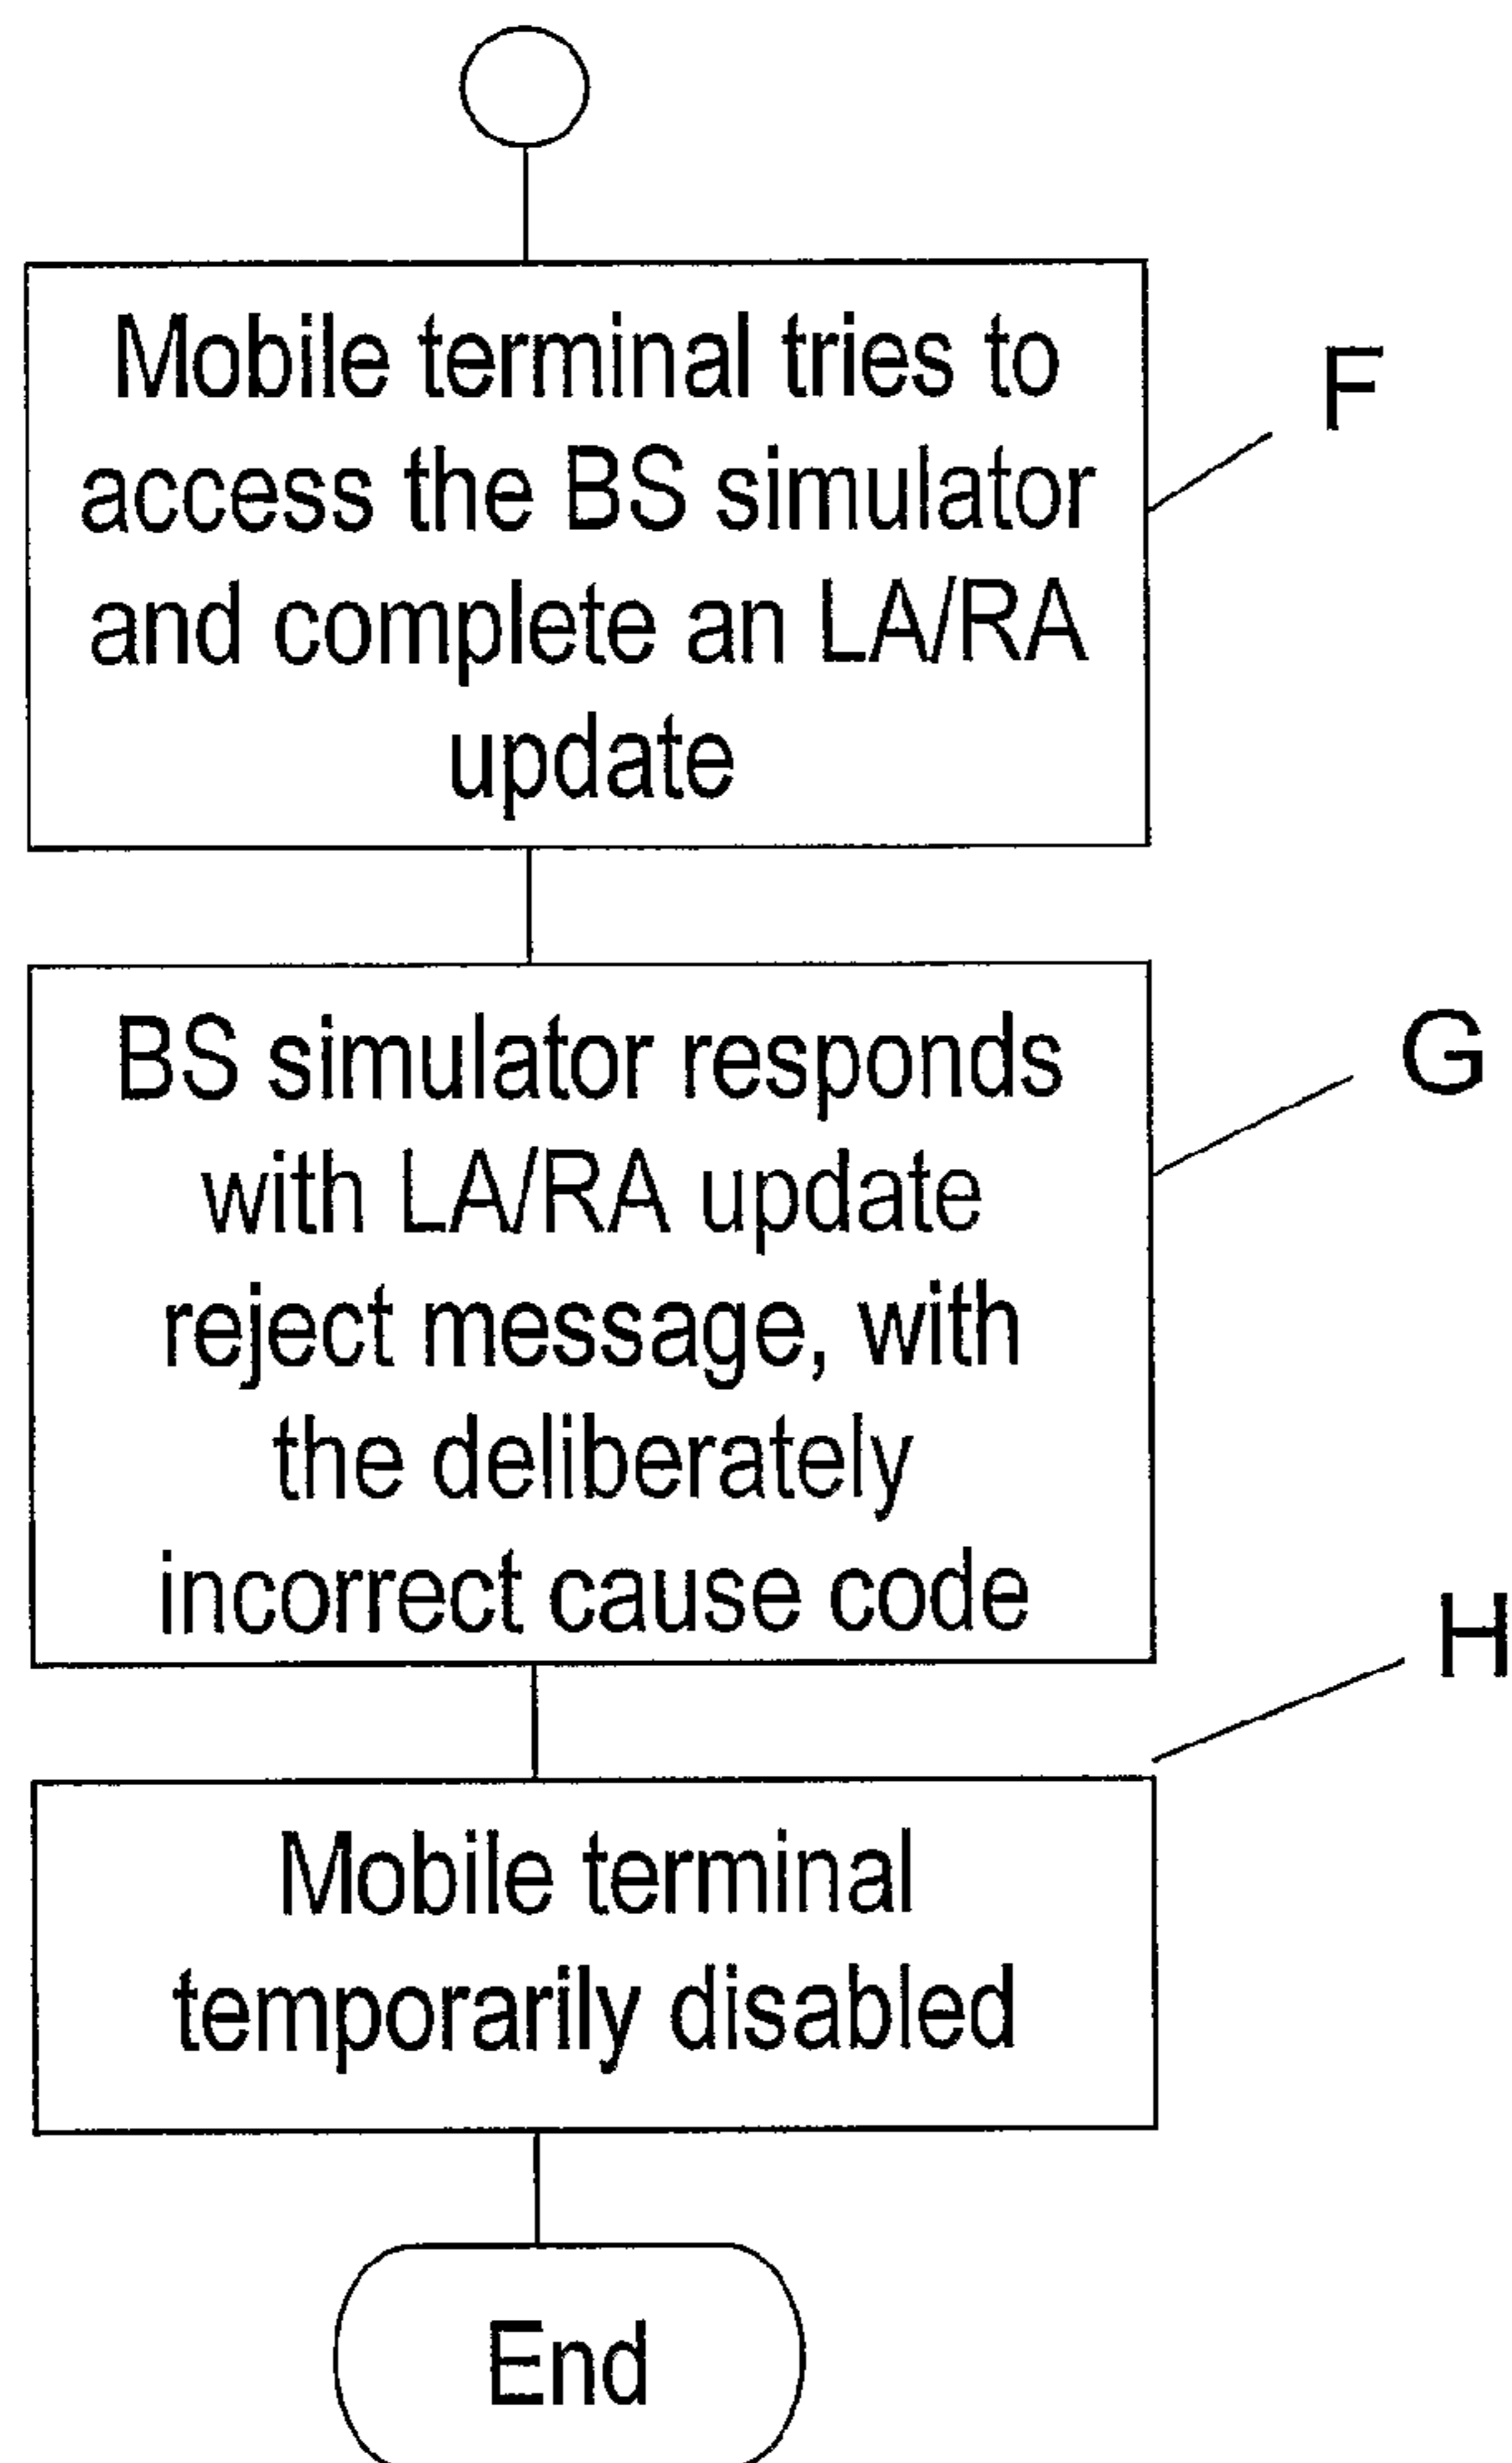 Mobile terminal tries to
access the BS simulator
and complete an LA/RA
update
F
BS simulator responds
with LA/RA update
reject message, with
the deliberately
incorrect cause code
G
H
Mobile terminal
temporarily disabled
End